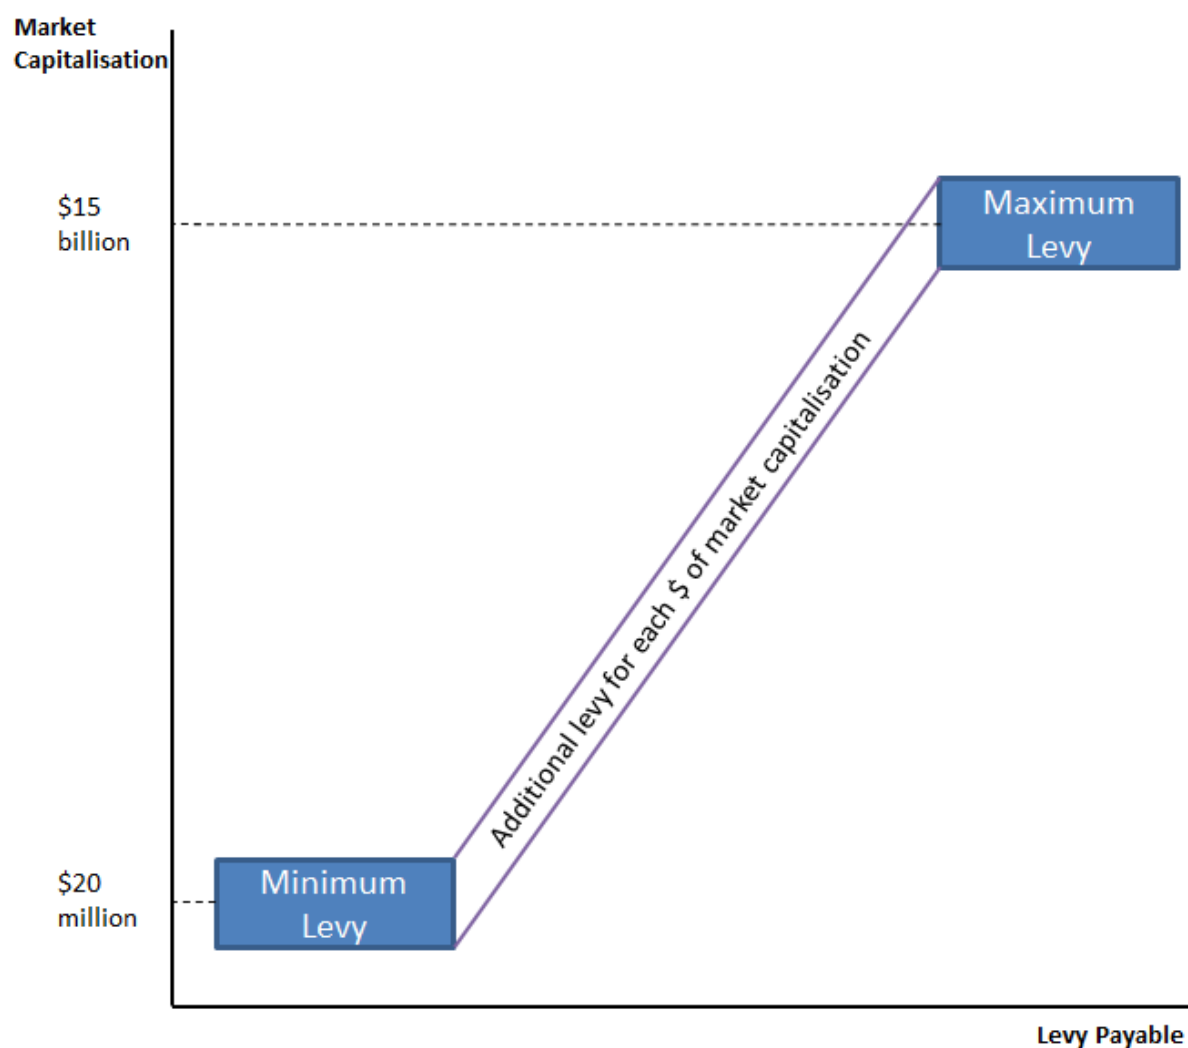 Market
Capitalisation
$15
billion
Maximum
Levy
Additional levy for each $ of market capitalisation
$20
million
Minimum
Levy
Levy Payable